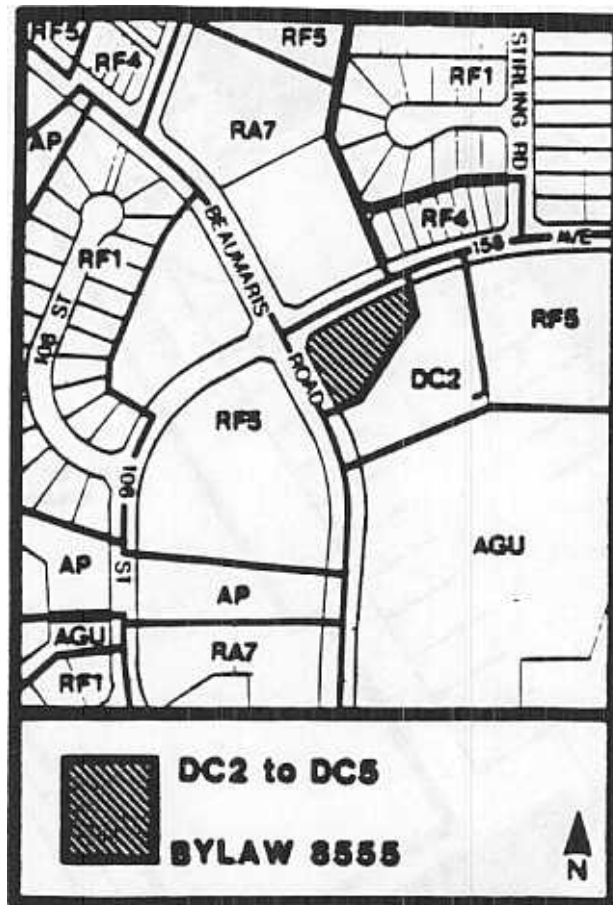 RF5
RF4
RF5
RF1
STIRLING RD
AP
RA7
RF4
BEAUMARIS ROAD
RF1
108 ST
158 AVE
RF5
DC2
RF5
106 ST
AGU
AP
AP
AGU
RA7
RF1
DC2 to DC5
BYLAW 8555
N